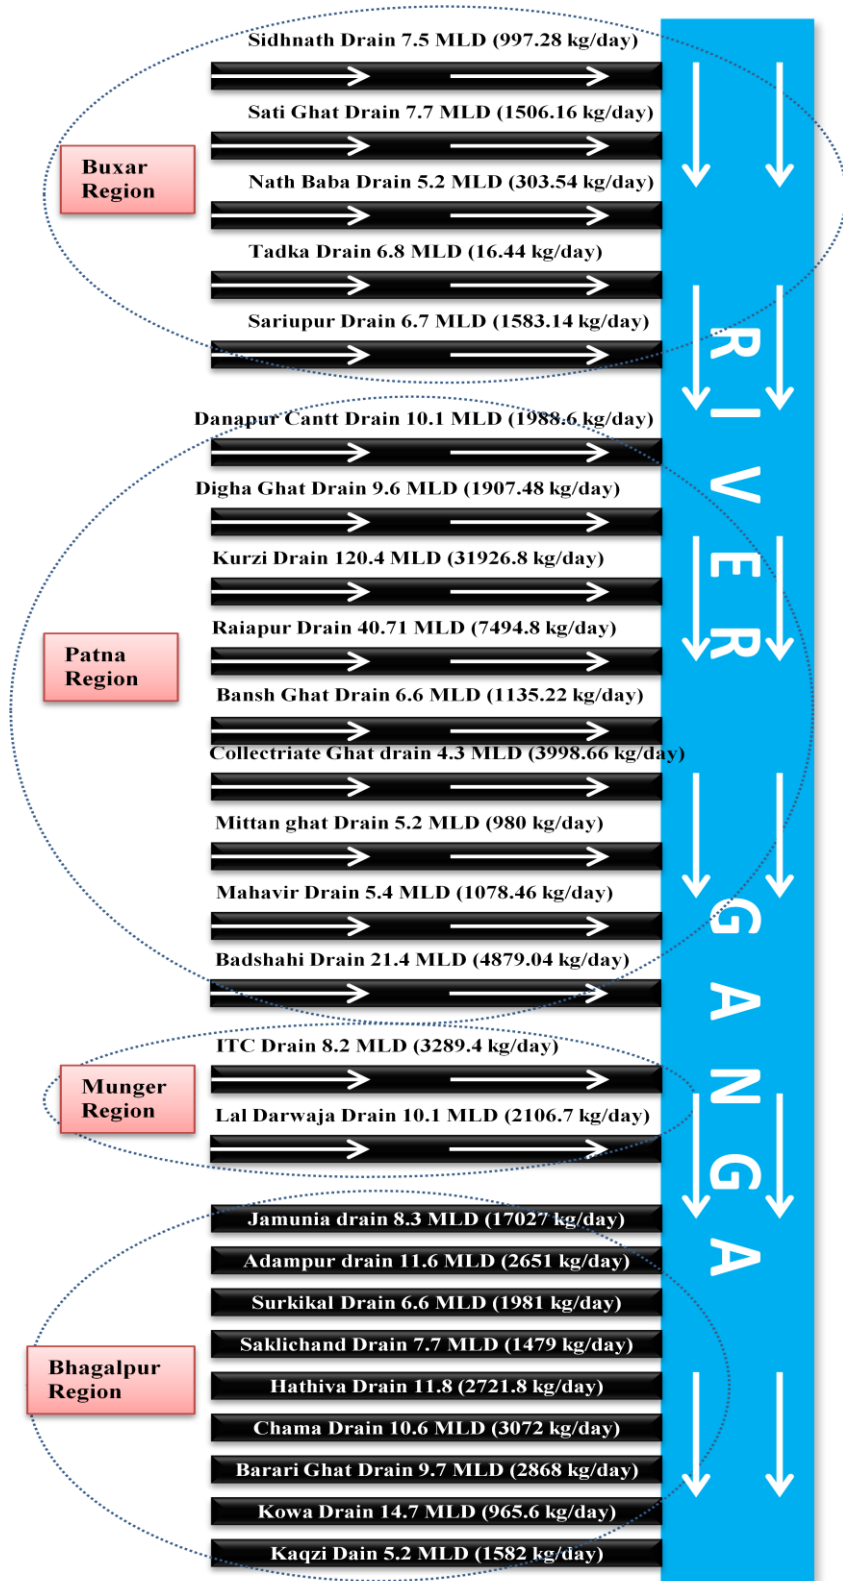 Sidhnath Drain 7.5 MLD (997.28 kg/day)
Sati Ghat Drain 7.7 MLD (1506.16 kg/day)
Buxar
Region
Nath Baba Drain 5.2 MLD (303.54 kg/day)
Tadka Drain 6.8 MLD (16.44 kg/day)
Sariupur Drain 6.7 MLD (1583.14 kg/day)
Danapur Cantt Drain 10.1 MLD (1988.6 kg/day)
Digha Ghat Drain 9.6 MLD (1907.48 kg/day)
Kurzi Drain 120.4 MLD (31926.8 kg/day)
Raiapur Drain 40.71 MLD (7494.8 kg/day)
Patna
Region
Bansh Ghat Drain 6.6 MLD (1135.22 kg/day)
Collectriate Ghat drain 4.3 MLD (3998.66 kg/day)
Mittan ghat Drain 5.2 MLD (980 kg/day)
Mahavir Drain 5.4 MLD (1078.46 kg/day)
Badshahi Drain 21.4 MLD (4879.04 kg/day)
ITC Drain 8.2 MLD (3289.4 kg/day)
Munger
Region
Lal Darwaja Drain 10.1 MLD (2106.7 kg/day)
Jamunia drain 8.3 MLD (17027 kg/day)
Adampur drain 11.6 MLD (2651 kg/day)
Surkikal Drain 6.6 MLD (1981 kg/day)
Saklichand Drain 7.7 MLD (1479 kg/day)
Bhagalpur
Region
Hathiva Drain 11.8 (2721.8 kg/day)
Chama Drain 10.6 MLD (3072 kg/day)
Barari Ghat Drain 9.7 MLD (2868 kg/day)
Kowa Drain 14.7 MLD (965.6 kg/day)
Kaqzi Dain 5.2 MLD (1582 kg/day)
RIVER GANGA